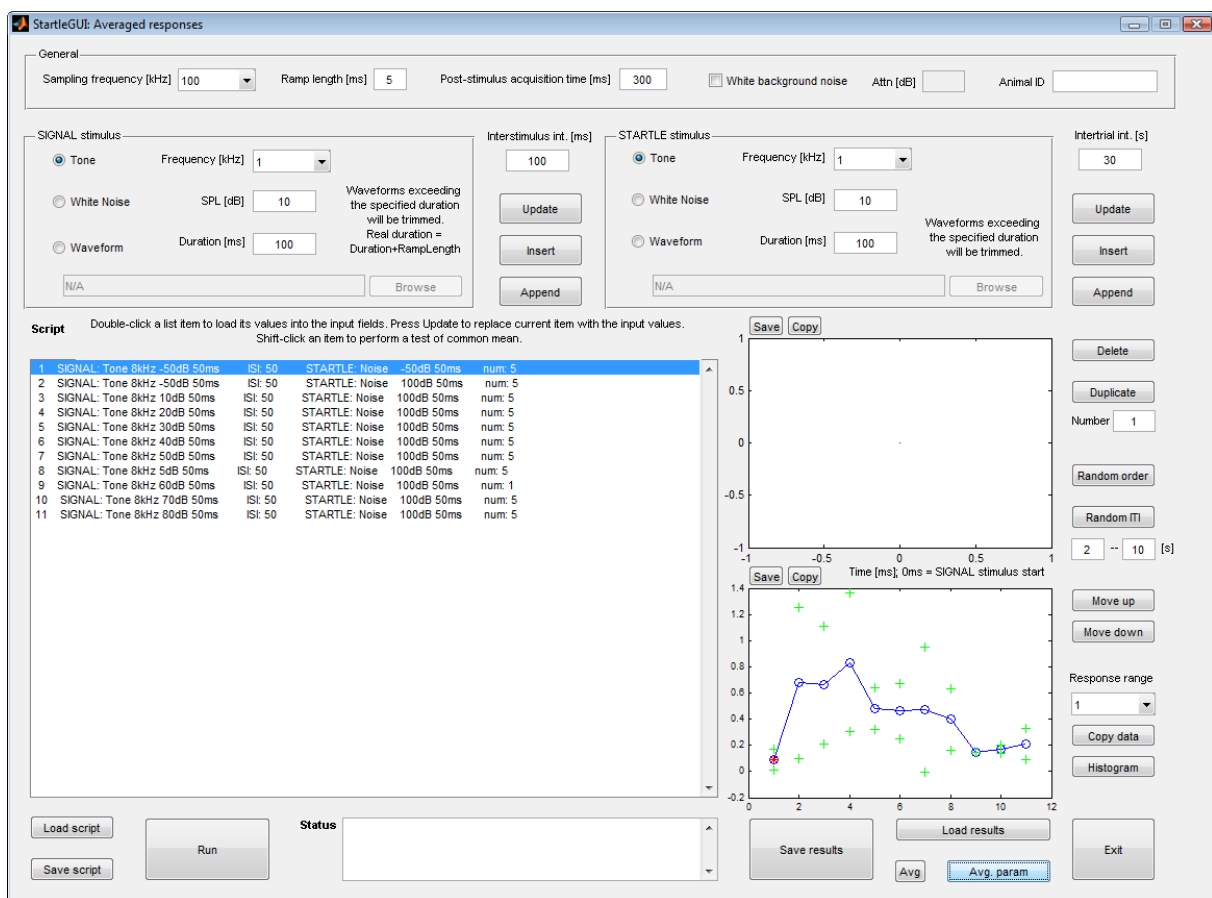 StartleGUI: Averaged responses
General
Sampling frequency [kHz] 100 Ramp length [ms] 5 Post-stimulus acquisition time [ms] 300 White background noise Attn [dB] Animal ID
SIGNAL stimulus
Tone Frequency [kHz] 1
White Noise SPL [dB] 10
Waveform Duration [ms] 100
Waveforms exceeding
the specified duration
will be trimmed.
Real duration =
Duration+RampLength
N/A Browse
Interstimulus int. [ms]
100
Update
Insert
Append
STARTLE stimulus
Tone Frequency [kHz] 1
White Noise SPL [dB] 10
Waveform Duration [ms] 100
Waveforms exceeding
the specified duration
will be trimmed.
N/A Browse
Intertrial int. [s]
30
Update
Insert
Append
Script Double-click a list item to load its values into the input fields. Press Update to replace current item with the input values.
Shift-click an item to perform a test of common mean.
1 SIGNAL: Tone 8kHz -50dB 50ms ISI: 50 STARTLE: Noise -50dB 50ms num: 5
2 SIGNAL: Tone 8kHz -50dB 50ms ISI: 50 STARTLE: Noise 100dB 50ms num: 5
3 SIGNAL: Tone 8kHz 10dB 50ms ISI: 50 STARTLE: Noise 100dB 50ms num: 5
4 SIGNAL: Tone 8kHz 20dB 50ms ISI: 50 STARTLE: Noise 100dB 50ms num: 5
5 SIGNAL: Tone 8kHz 30dB 50ms ISI: 50 STARTLE: Noise 100dB 50ms num: 5
6 SIGNAL: Tone 8kHz 40dB 50ms ISI: 50 STARTLE: Noise 100dB 50ms num: 5
7 SIGNAL: Tone 8kHz 50dB 50ms ISI: 50 STARTLE: Noise 100dB 50ms num: 5
8 SIGNAL: Tone 8kHz 5dB 50ms ISI: 50 STARTLE: Noise 100dB 50ms num: 5
9 SIGNAL: Tone 8kHz 60dB 50ms ISI: 50 STARTLE: Noise 100dB 50ms num: 1
10 SIGNAL: Tone 8kHz 70dB 50ms ISI: 50 STARTLE: Noise 100dB 50ms num: 5
11 SIGNAL: Tone 8kHz 80dB 50ms ISI: 50 STARTLE: Noise 100dB 50ms num: 5
Save Copy
1
0.5
0
-0.5
-1
-1 -0.5 0 0.5 1
Save Copy Time [ms]; 0ms = SIGNAL stimulus start
1.4
1.2
1
0.8
0.6
0.4
0.2
0
-0.2
0 2 4 6 8 10 12
Delete
Duplicate
Number 1
Random order
Random ITI
2 -- 10 [s]
Move up
Move down
Response range
1
Copy data
Histogram
Load script
Save script
Run
Status
Save results
Load results
Avg Avg. param
Exit